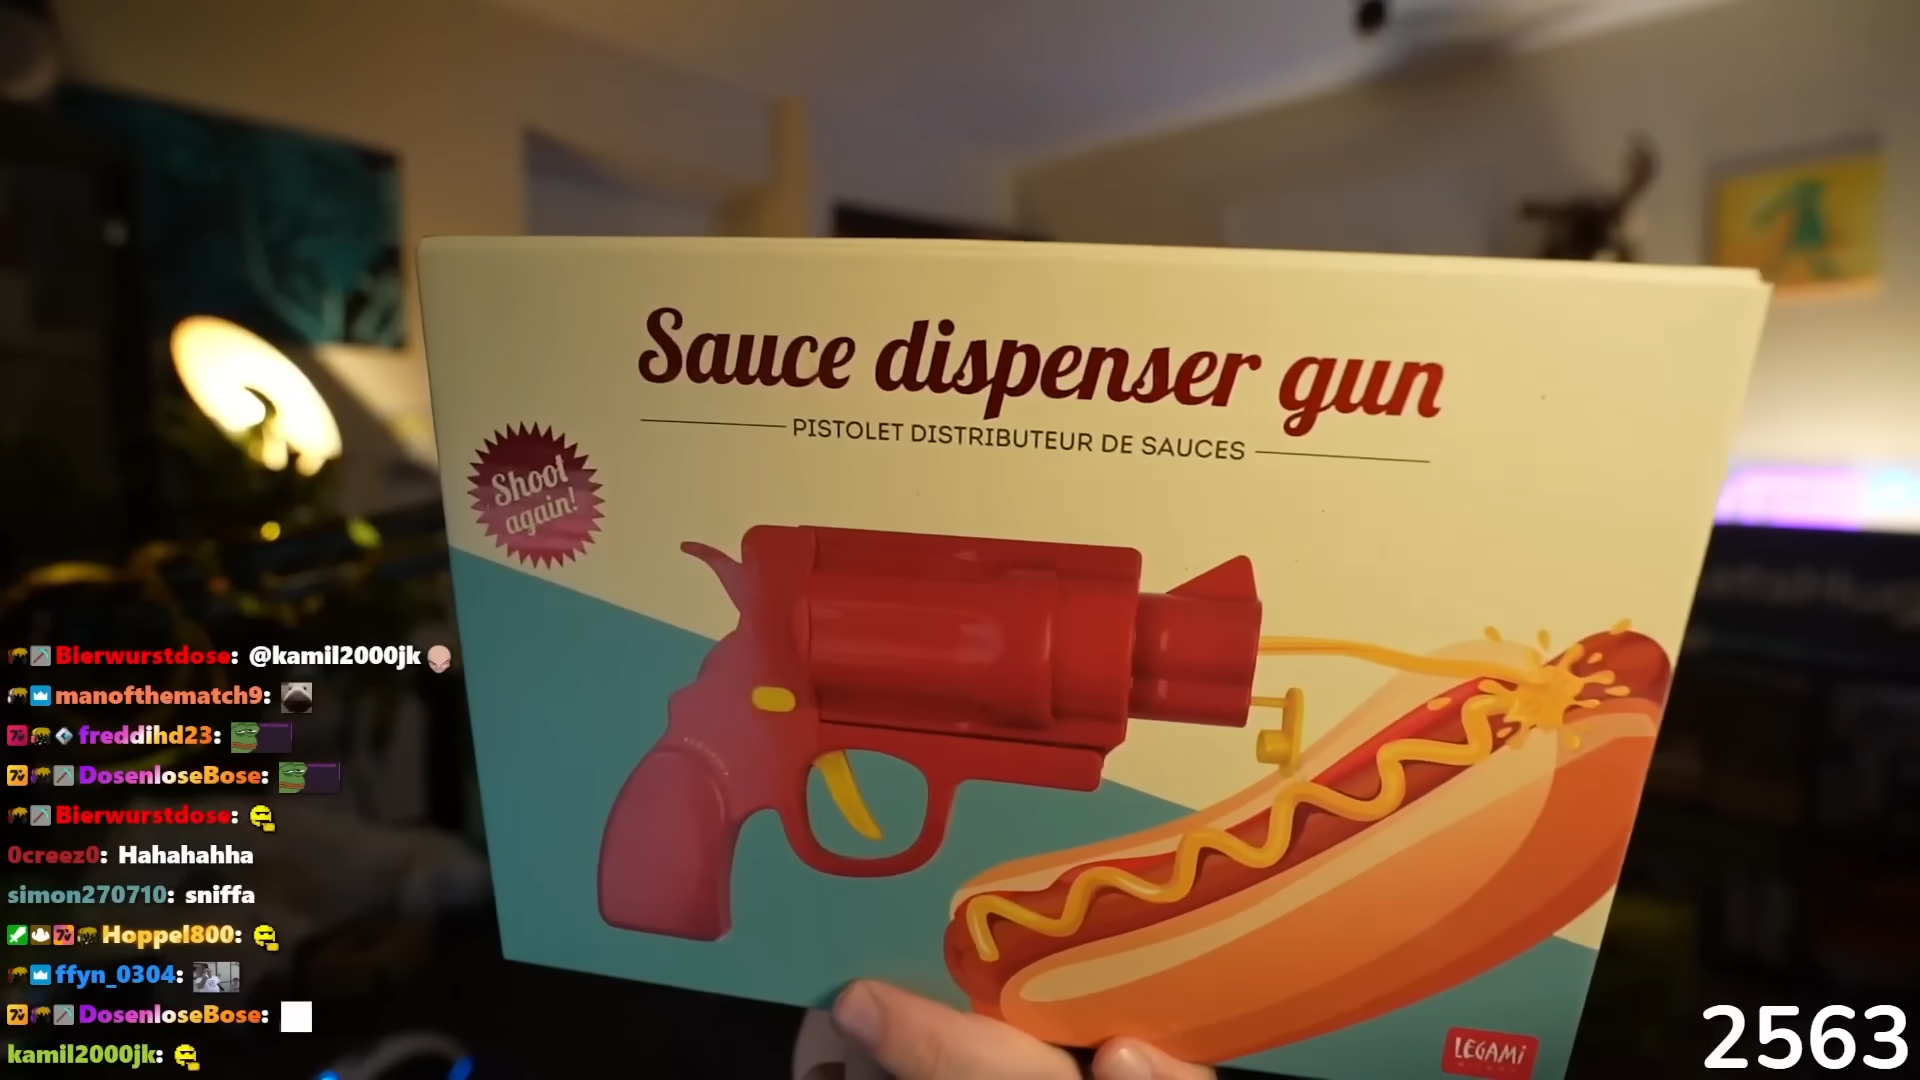 Sauce dispenser gun
PISTOLET DISTRIBUTEUR DE SAUCES
Shoot
again!
Bierwurstdose: @kamil2000jk
manofthematch9:
freddihd23:
DosenloseBose:
Bierwurstdose:
0creez0: Hahahahha
simon270710: sniffa
Hoppel800:
ffyn_0304:
DosenloseBose:
kamil2000jk:
LEGAMI
MILANO
2563